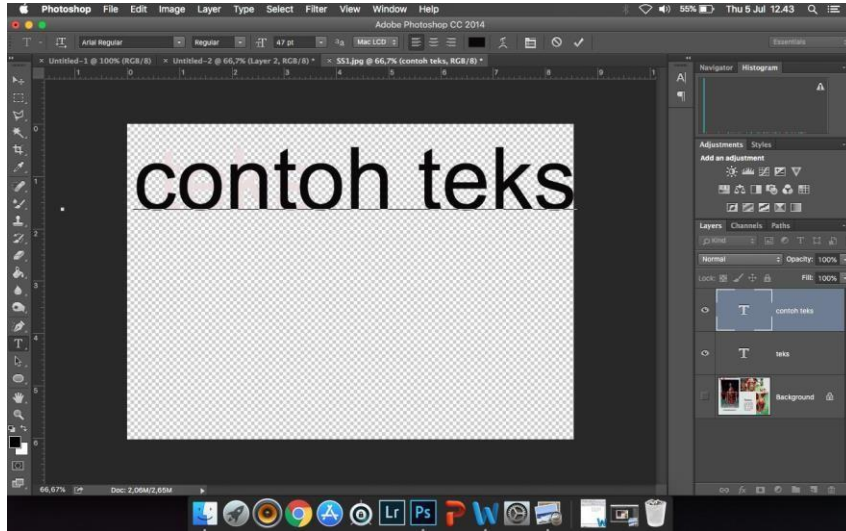 Photoshop File Edit Image Layer Type Select Filter View Window Help 55% Thu 5 Jul 12.43
Adobe Photoshop CC 2014
T Arial Regular Regular 47 pt Mac LCD Essentials
× Untitled-1 @ 100% (RGB/8) × Untitled-2 @ 66,7% (Layer 2, RGB/8) * × SS1.jpg @ 66,7% (contoh teks, RGB/8) *
Navigator Histogram
contoh teks
Adjustments Styles
Add an adjustment
Layers Channels Paths
Kind
Normal Opacity: 100%
Lock: Fill: 100%
T contoh teks
T teks
Background
66,67% Doc: 2,06M/2,65M
Lr Ps